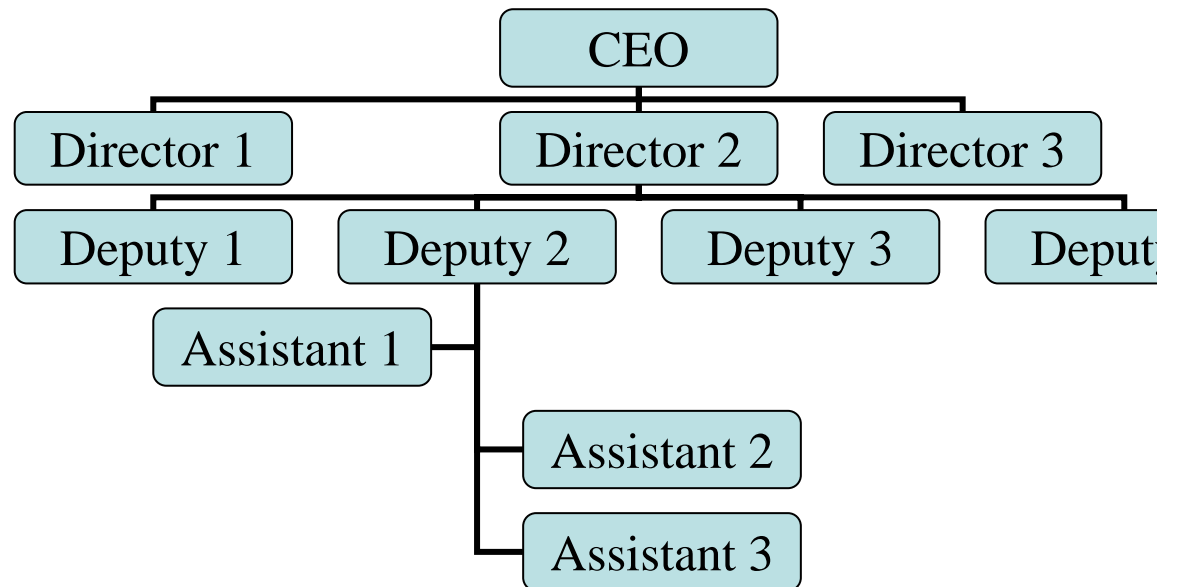 CEO
Director 1
Director 2
Director 3
Deputy 1
Deputy 2
Deputy 3
Assistant 1
Assistant 2
Assistant 3